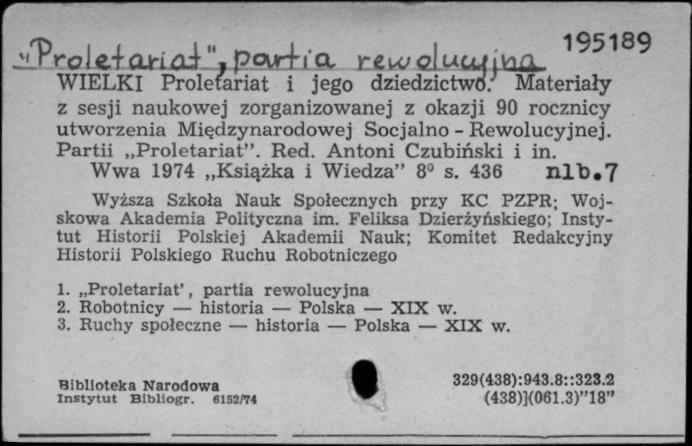 195189
„Proletariat", partia rewolucyjna
WIELKI Proletariat i jego dziedzictwo. Materiały
z sesji naukowej zorganizowanej z okazji 90 rocznicy
utworzenia Międzynarodowej Socjalno - Rewolucyjnej.
Partii „Proletariat”. Red. Antoni Czubiński i in.
Wwa 1974 „Książka i Wiedza” 8⁰ s. 436 nlb.7
Wyższa Szkoła Nauk Społecznych przy KC PZPR; Woj-
skowa Akademia Polityczna im. Feliksa Dzierżyńskiego; Insty-
tut Historii Polskiej Akademii Nauk; Komitet Redakcyjny
Historii Polskiego Ruchu Robotniczego
1. „Proletariat’, partia rewolucyjna
2. Robotnicy — historia — Polska — XIX w.
3. Ruchy społeczne — historia — Polska — XIX w.
Biblioteka Narodowa
Instytut Bibliogr. 6152/74
329(438):943.8::323.2
(438)](061.3)”18”